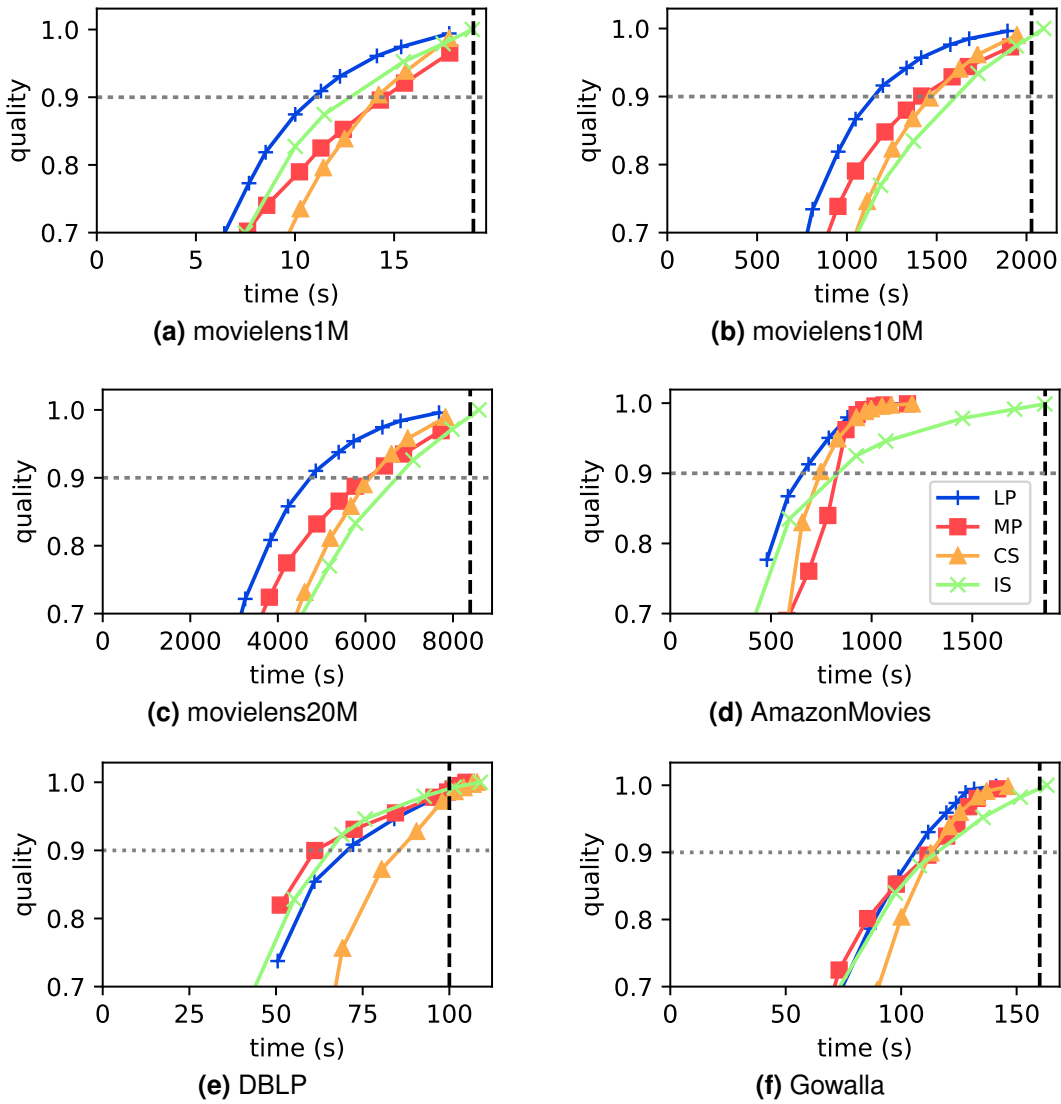 1.0
0.9
0.8
0.7
quality
0 5 10 15
time (s)
(a) movielens1M
1.0
0.9
0.8
0.7
quality
0 500 1000 1500 2000
time (s)
(b) movielens10M
1.0
0.9
0.8
0.7
quality
0 2000 4000 6000 8000
time (s)
(c) movielens20M
1.0
0.9
0.8
0.7
quality
LP
MP
CS
IS
0 500 1000 1500
time (s)
(d) AmazonMovies
1.0
0.9
0.8
0.7
quality
0 25 50 75 100
time (s)
(e) DBLP
1.0
0.9
0.8
0.7
quality
0 50 100 150
time (s)
(f) Gowalla